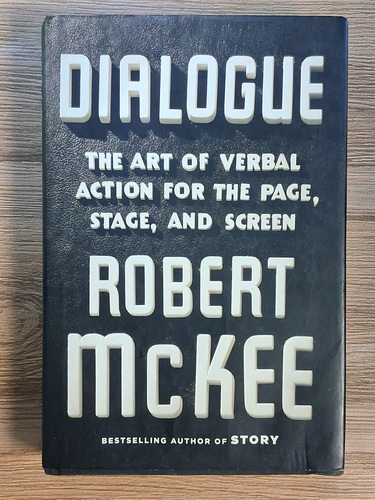 DIALOGUE
THE ART OF VERBAL
ACTION FOR THE PAGE,
STAGE, AND SCREEN
ROBERT
McKEE
BESTSELLING AUTHOR OF STORY